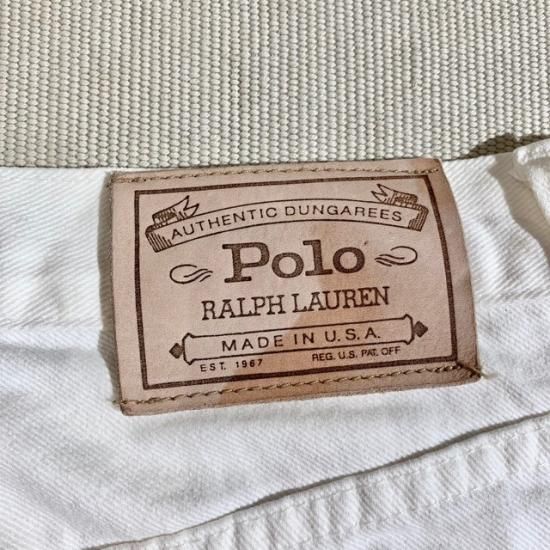 AUTHENTIC DUNGAREES
Polo
RALPH LAUREN
MADE IN U.S.A.
EST. 1967 REG. U.S. PAT. OFF